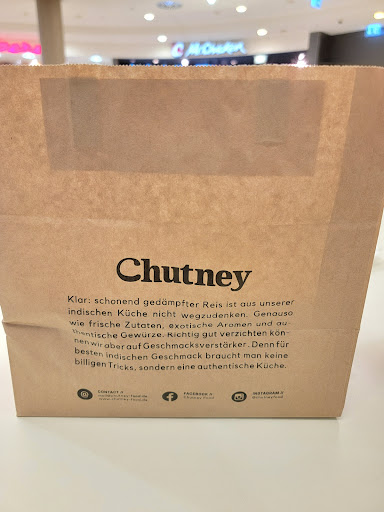 Chutney
Klar: schonend gedämpfter Reis ist aus unserer
indischen Küche nicht wegzudenken. Genauso
wie frische Zutaten, exotische Aromen und au-
thentische Gewürze. Richtig gut verzichten kön-
nen wir aber auf Geschmacksverstärker. Denn für
besten indischen Geschmack braucht man keine
billigen Tricks, sondern eine authentische Küche.
CONTACT //
FACEBOOK //
Chutney Food
INSTAGRAM //